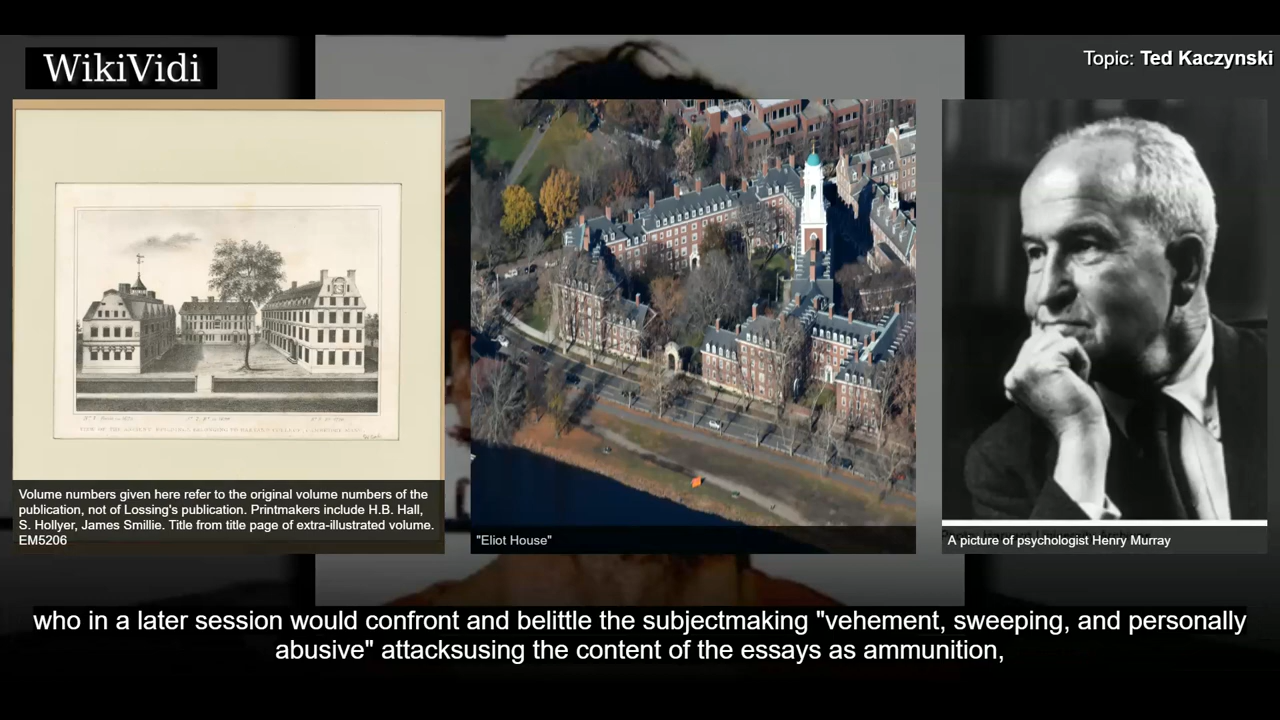 WikiVidi
Topic: Ted Kaczynski
Volume numbers given here refer to the original volume numbers of the
publication, not of Lossing's publication. Printmakers include H.B. Hall,
S. Hollyer, James Smillie. Title from title page of extra-illustrated volume.
EM5206
"Eliot House"
A picture of psychologist Henry Murray
who in a later session would confront and belittle the subjectmaking "vehement, sweeping, and personally
abusive" attacksusing the content of the essays as ammunition,